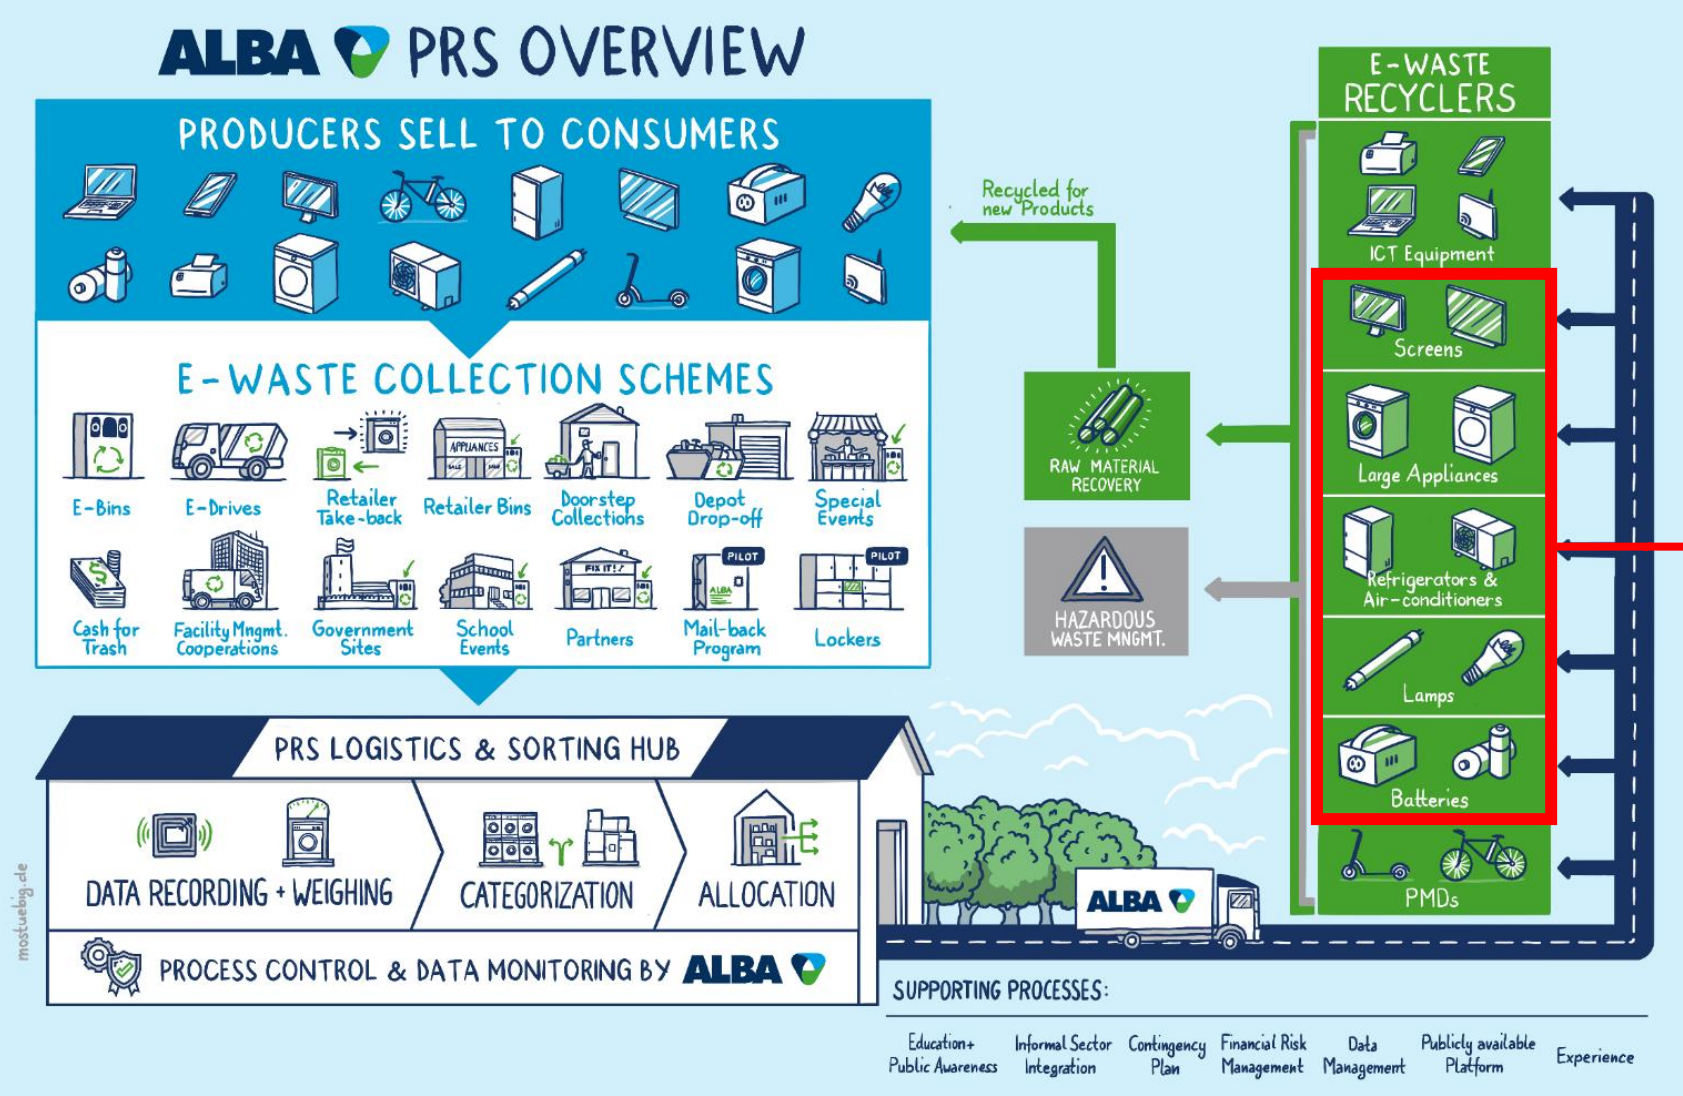 ALBA PRS OVERVIEW
PRODUCERS SELL TO CONSUMERS
E-WASTE COLLECTION SCHEMES
APPLIANCES
SALE
E-Bins
E-Drives
Retailer
Take-back
Retailer Bins
Doorstep
Collections
Depot
Drop-off
Special
Events
$
FIX IT!
PILOT
ALBA
PILOT
Cash for
Trash
Facility Mngmt.
Cooperations
Government
Sites
School
Events
Partners
Mail-back
Program
Lockers
PRS LOGISTICS & SORTING HUB
DATA RECORDING + WEIGHING
CATEGORIZATION
ALLOCATION
PROCESS CONTROL & DATA MONITORING BY ALBA
mostuebig.de
Recycled for
new Products
RAW MATERIAL
RECOVERY
!
HAZARDOUS
WASTE MNGMT.
ALBA
E-WASTE
RECYCLERS
ICT Equipment
Screens
Large Appliances
Refrigerators &
Air-conditioners
Lamps
Batteries
PMDs
SUPPORTING PROCESSES:
Education+
Public Awareness
Informal Sector
Integration
Contingency
Plan
Financial Risk
Management
Data
Management
Publicly available
Platform
Experience